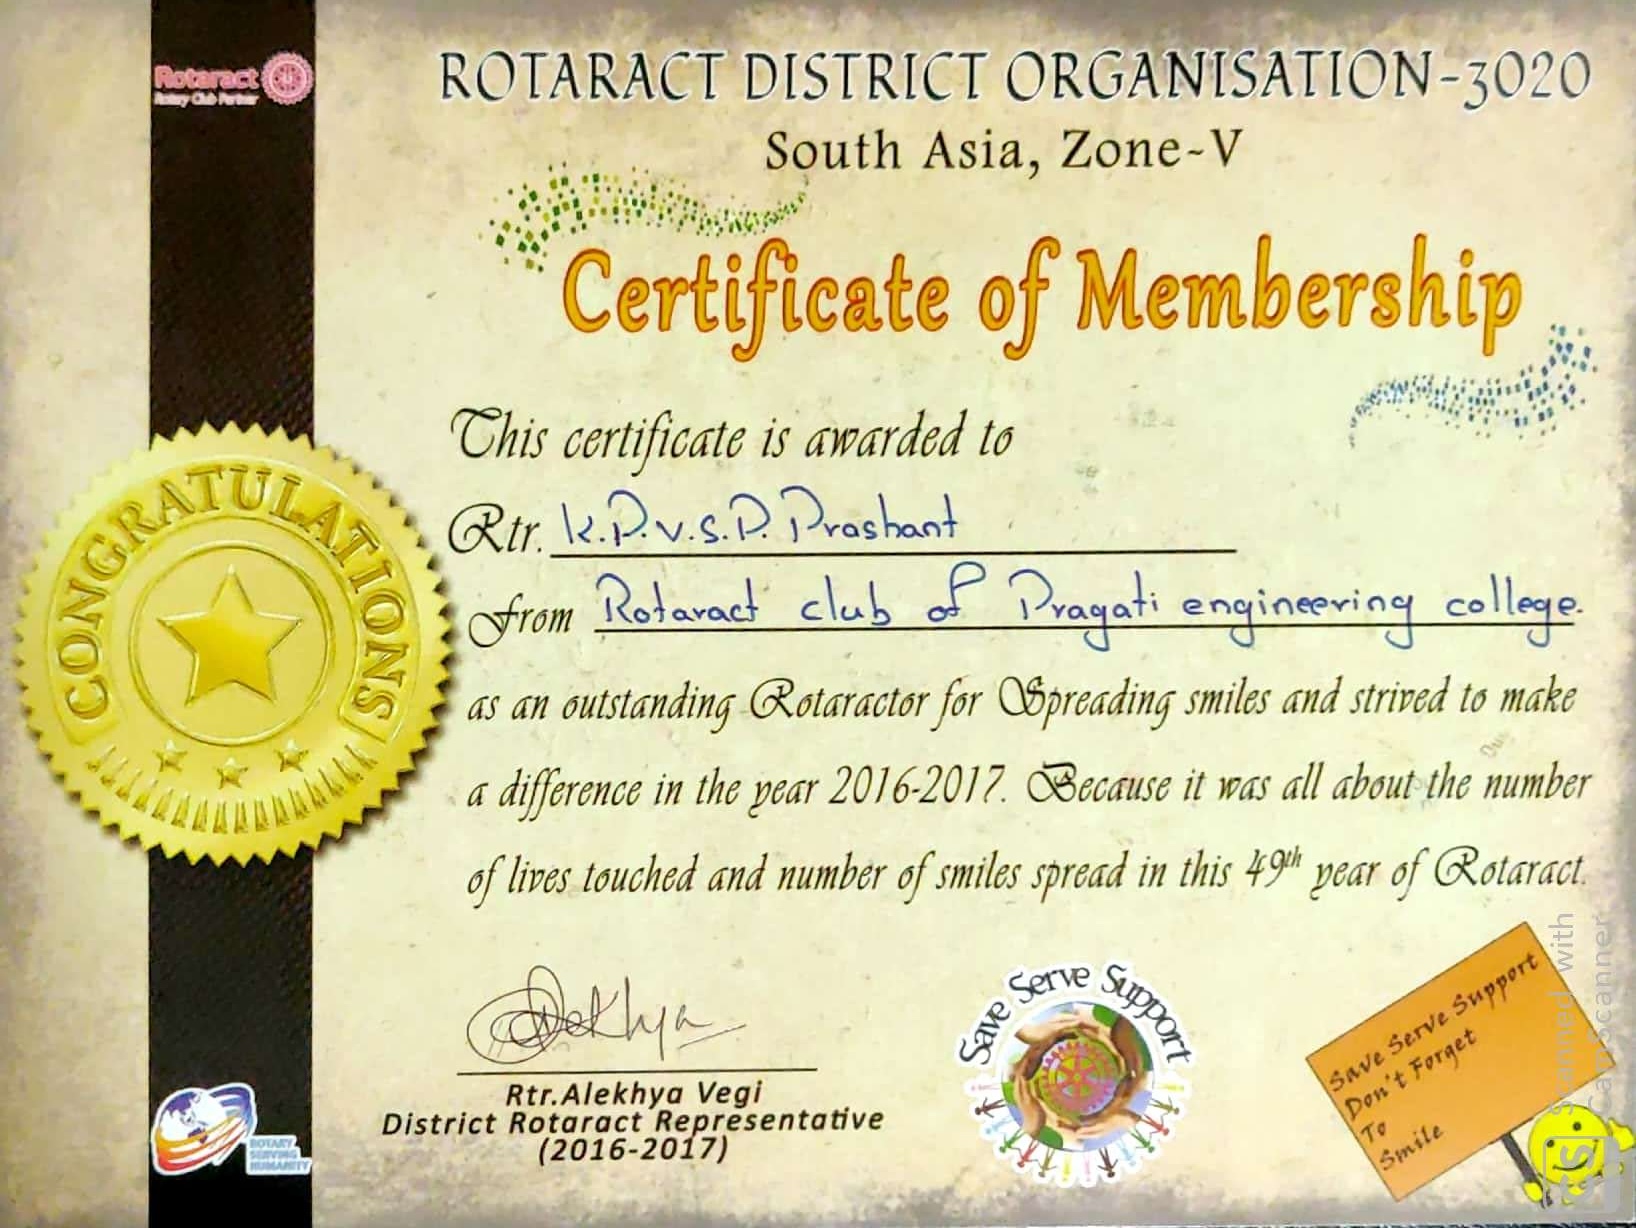 Rotaract
Rotary Club Partner
ROTARACT DISTRICT ORGANISATION-3020
South Asia, Zone-V
Certificate of Membership
This certificate is awarded to
Rtr. K.P.V.S.P. Prashant
From Rotaract club of Pragati engineering college.
as an outstanding Rotaractor for Spreading smiles and strived to make
a difference in the year 2016-2017. Because it was all about the number
of lives touched and number of smiles spread in this 49th year of Rotaract.
CONGRATULATIONS
Alekhya
Rtr.Alekhya Vegi
District Rotaract Representative
(2016-2017)
Save Serve Support
Save Serve Support
Don't Forget
To
Smile
ROTARY
SERVING
HUMANITY
Scanned with
CamScanner
CS